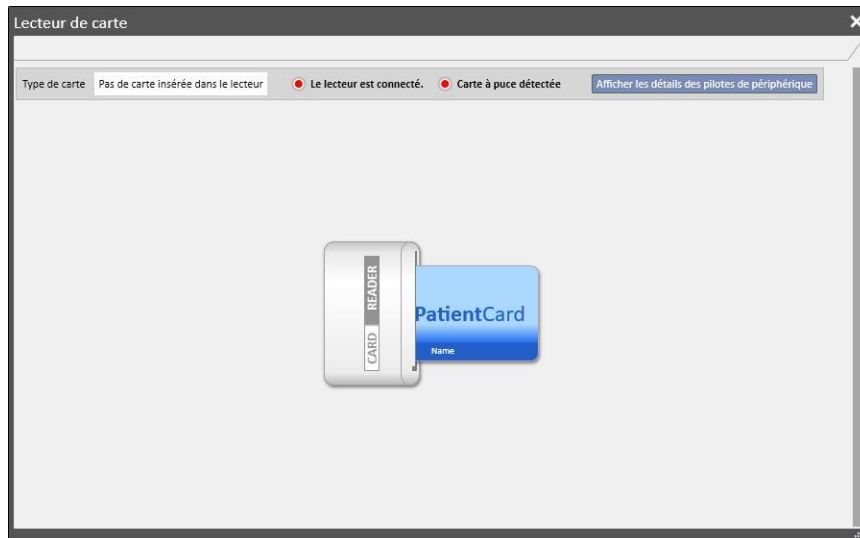 Lecteur de carte
Type de carte Pas de carte insérée dans le lecteur Le lecteur est connecté. Carte à puce détectée Afficher les détails des pilotes de périphérique
CARD READER
PatientCard
Name